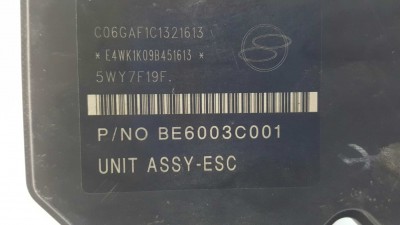 C06GAF1C1321613
* E4WK1K09B451613 *
5WY7F19F.
P/NO BE6003C001
UNIT ASSY-ESC